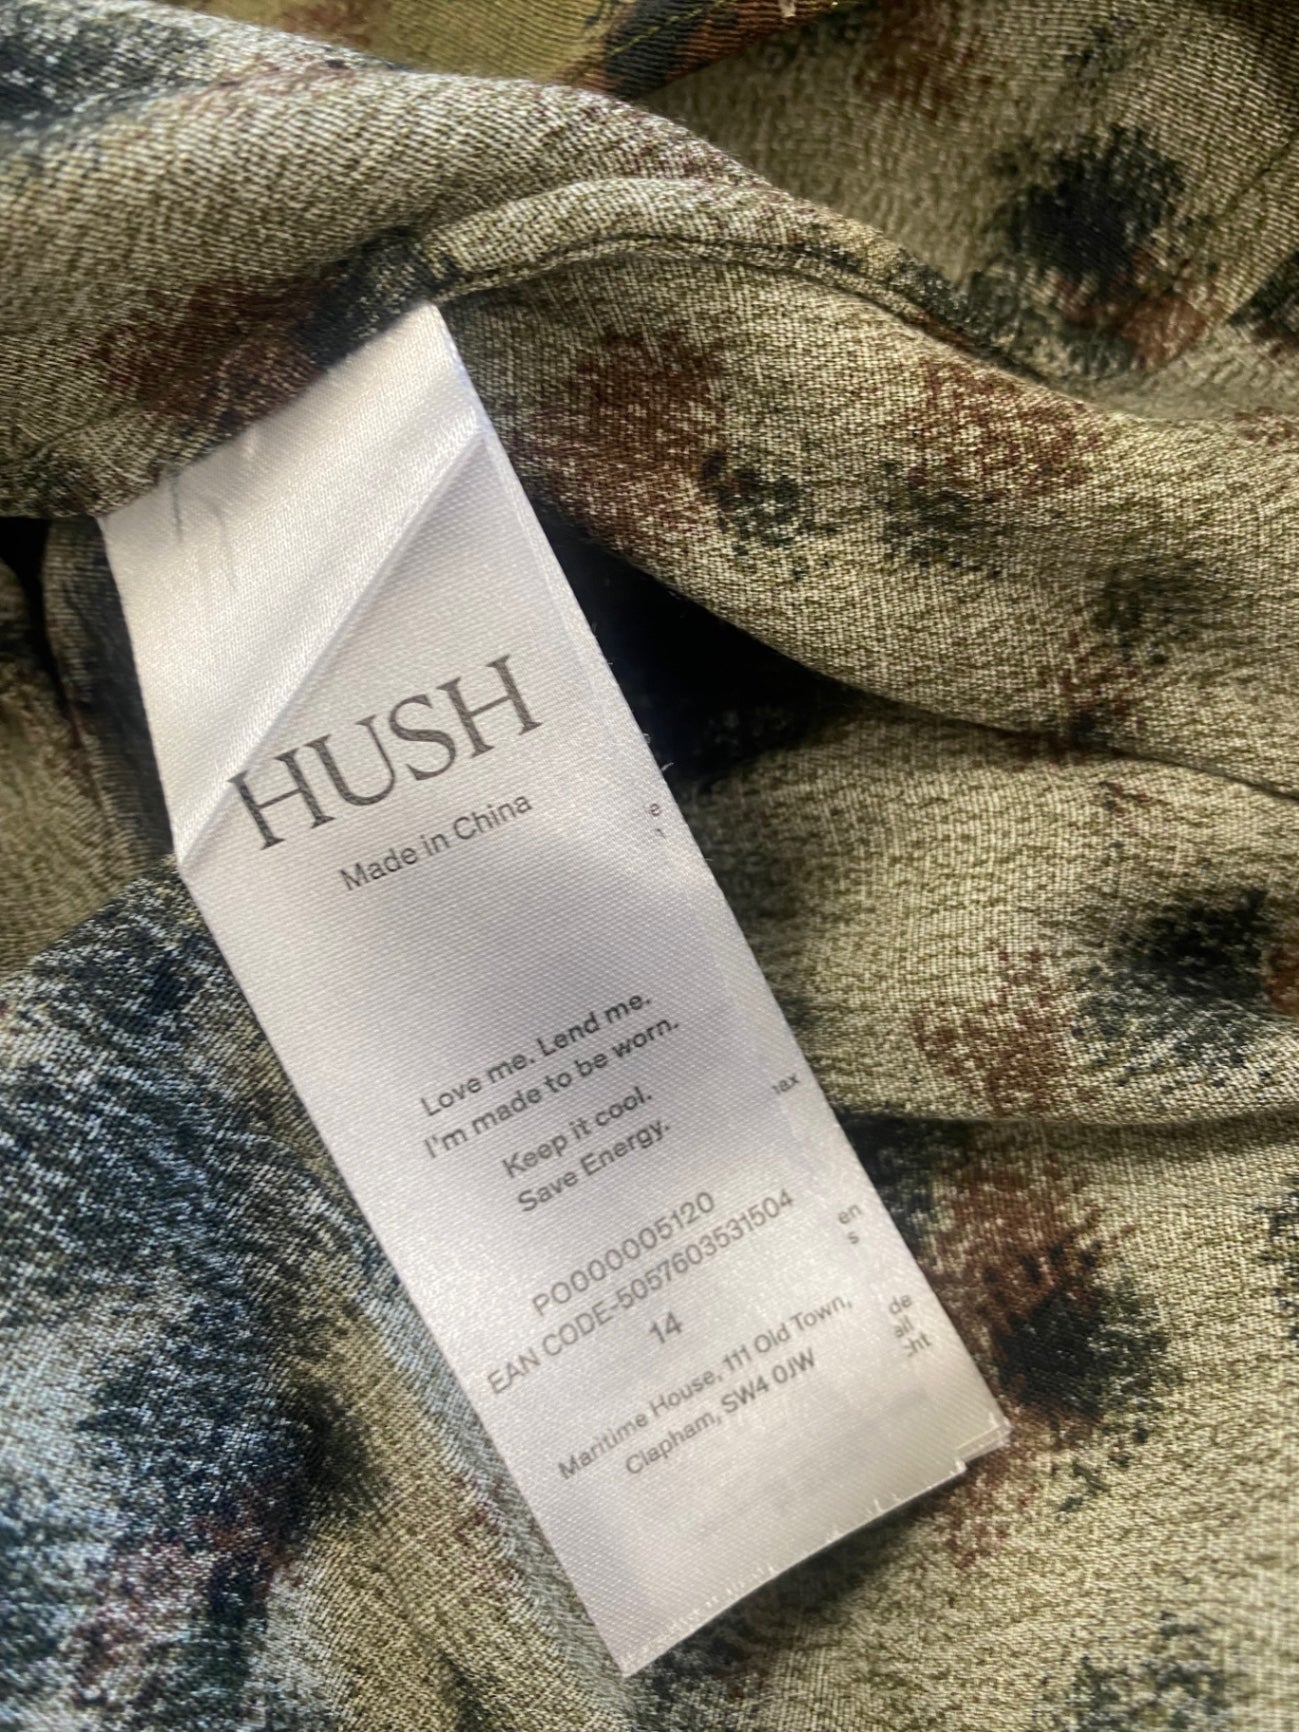 HUSH
Made in China
Love me. Lend me.
I'm made to be worn.
Keep it cool.
Save Energy.
PO000005120
EAN CODE-5057603531504
14
Maritime House, 111 Old Town,
Clapham, SW4 0JW